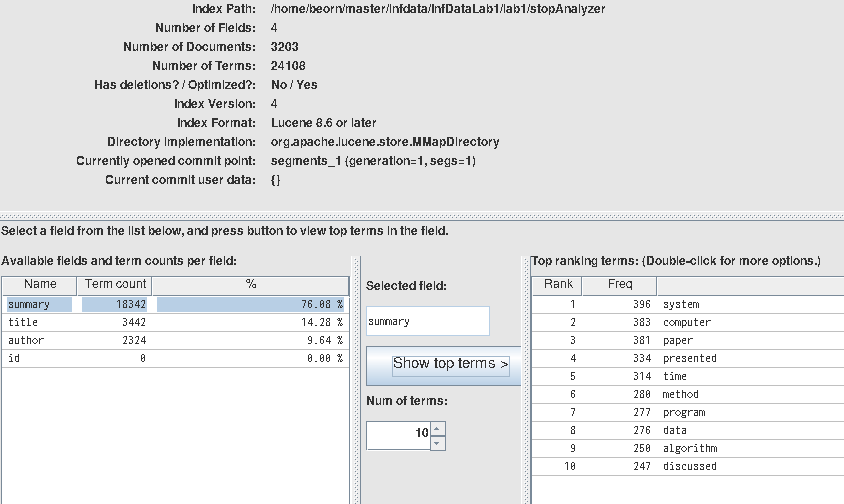 Index Path: /home/beorn/master/infdata/InfDataLab1/lab1/stopAnalyzer
Number of Fields: 4
Number of Documents: 3203
Number of Terms: 24108
Has deletions? / Optimized?: No / Yes
Index Version: 4
Index Format: Lucene 8.6 or later
Directory implementation: org.apache.lucene.store.MMapDirectory
Currently opened commit point: segments_1 (generation=1, segs=1)
Current commit user data: {}
Select a field from the list below, and press button to view top terms in the field.
Available fields and term counts per field:
Name Term count %
summary 18342 76.08 %
title 3442 14.28 %
author 2324 9.64 %
id 0 0.00 %
Selected field:
summary
Show top terms >
Num of terms:
10
Top ranking terms: (Double-click for more options.)
Rank Freq
1 396 system
2 383 computer
3 381 paper
4 334 presented
5 314 time
6 280 method
7 277 program
8 276 data
9 250 algorithm
10 247 discussed